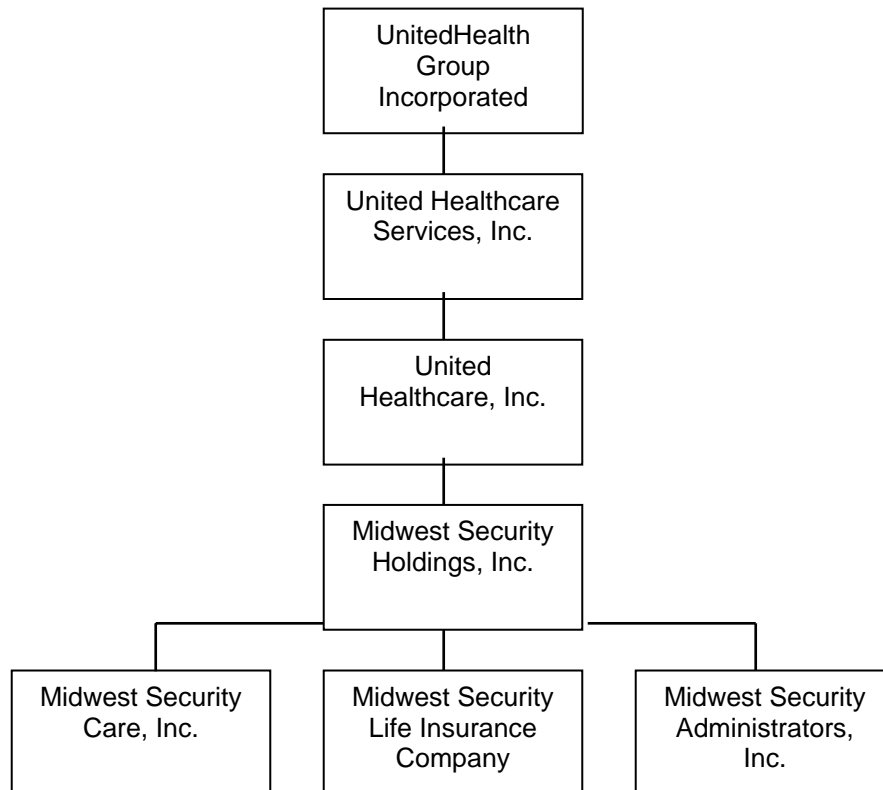 UnitedHealth
Group
Incorporated
United Healthcare
Services, Inc.
United
Healthcare, Inc.
Midwest Security
Holdings, Inc.
Midwest Security
Care, Inc.
Midwest Security
Life Insurance
Company
Midwest Security
Administrators,
Inc.